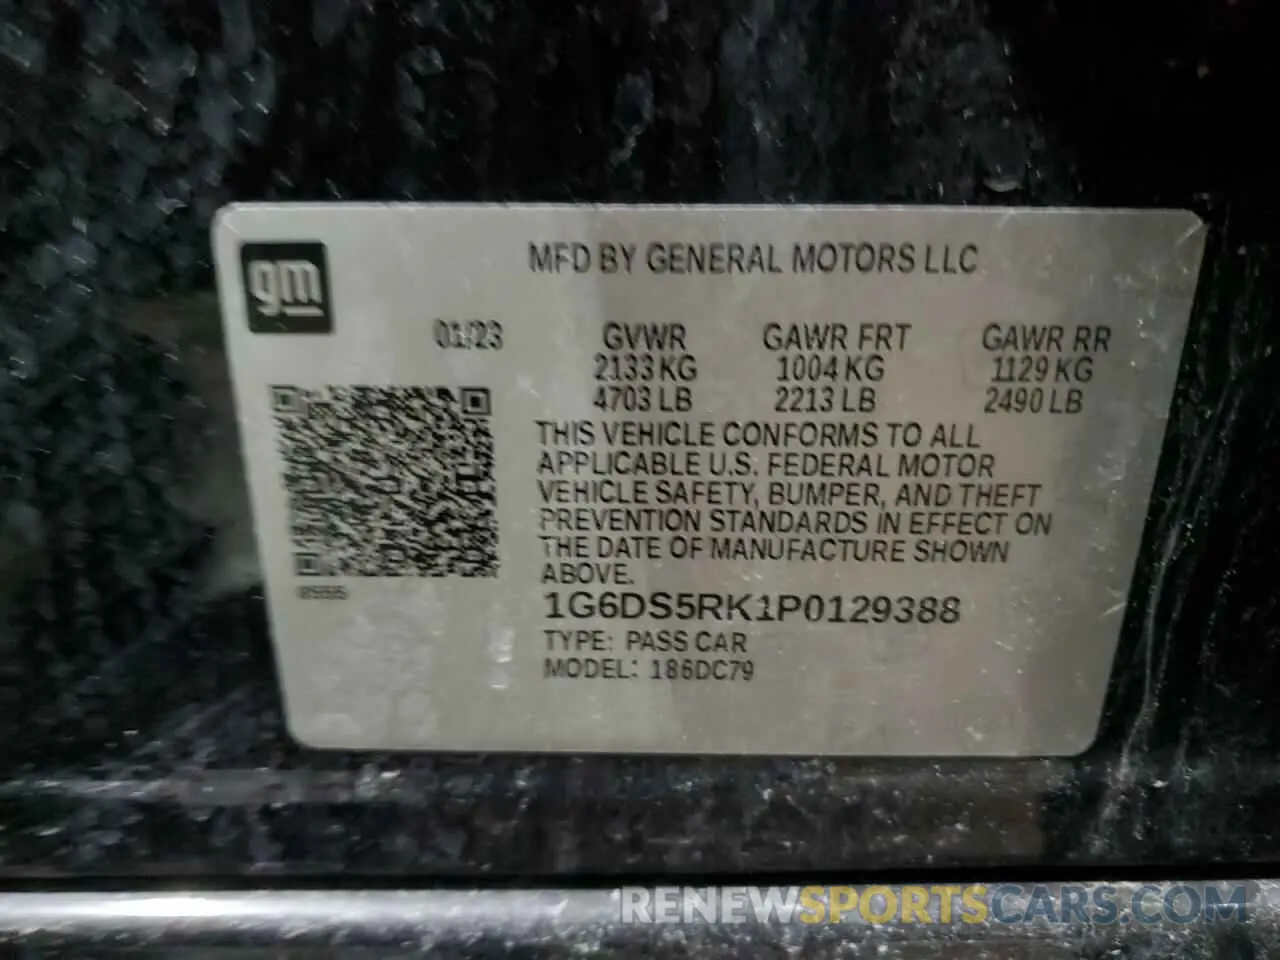 gm
MFD BY GENERAL MOTORS LLC
01/23 GVWR GAWR FRT GAWR RR
2133 KG 1004 KG 1129 KG
4703 LB 2213 LB 2490 LB
THIS VEHICLE CONFORMS TO ALL
APPLICABLE U.S. FEDERAL MOTOR
VEHICLE SAFETY, BUMPER, AND THEFT
PREVENTION STANDARDS IN EFFECT ON
THE DATE OF MANUFACTURE SHOWN
ABOVE.
1G6DS5RK1P0129388
TYPE: PASS CAR
MODEL: 186DC79
RENEWSPORTSCARS.COM